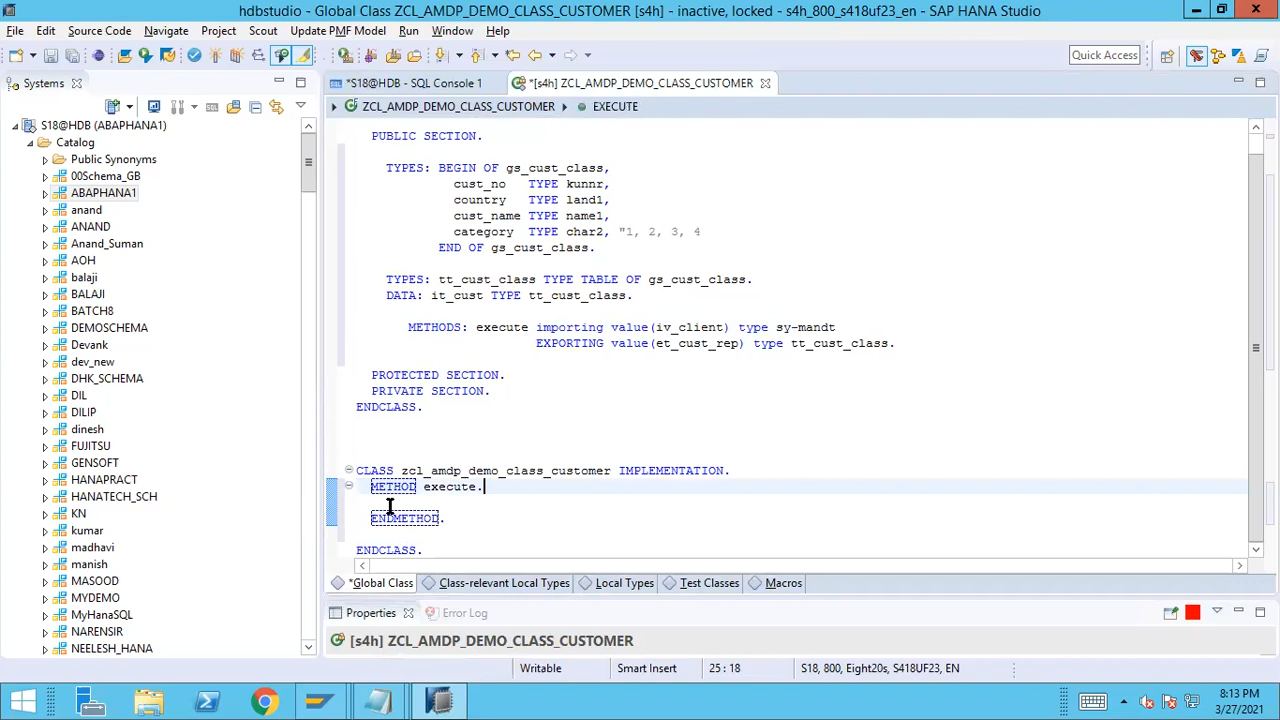 hdbstudio - Global Class ZCL_AMDP_DEMO_CLASS_CUSTOMER [s4h] - inactive, locked - s4h_800_s418uf23_en - SAP HANA Studio
File Edit Source Code Navigate Project Scout Update PMF Model Run Window Help
Quick Access
Systems
*S18@HDB - SQL Console 1
*[s4h] ZCL_AMDP_DEMO_CLASS_CUSTOMER
ZCL_AMDP_DEMO_CLASS_CUSTOMER
EXECUTE
S18@HDB (ABAPHANA1)
Catalog
Public Synonyms
00Schema_GB
ABAPHANA1
anand
ANAND
Anand_Suman
AOH
balaji
BALAJI
BATCH8
DEMOSCHEMA
Devank
dev_new
DHK_SCHEMA
DIL
DILIP
dinesh
FUJITSU
GENSOFT
HANAPRACT
HANATECH_SCH
KN
kumar
madhavi
manish
MASOOD
MYDEMO
MyHanaSQL
NARENSIR
NEELESH_HANA
PUBLIC SECTION.
TYPES: BEGIN OF gs_cust_class,
cust_no TYPE kunnr,
country TYPE land1,
cust_name TYPE name1,
category TYPE char2, "1, 2, 3, 4
END OF gs_cust_class.
TYPES: tt_cust_class TYPE TABLE OF gs_cust_class.
DATA: it_cust TYPE tt_cust_class.
METHODS: execute importing value(iv_client) type sy-mandt
EXPORTING value(et_cust_rep) type tt_cust_class.
PROTECTED SECTION.
PRIVATE SECTION.
ENDCLASS.
CLASS zcl_amdp_demo_class_customer IMPLEMENTATION.
METHOD execute.
ENDMETHOD.
ENDCLASS.
*Global Class
Class-relevant Local Types
Local Types
Test Classes
Macros
Properties
Error Log
[s4h] ZCL_AMDP_DEMO_CLASS_CUSTOMER
Writable
Smart Insert
25 : 18
S18, 800, Eight20s, S418UF23, EN
8:13 PM
3/27/2021